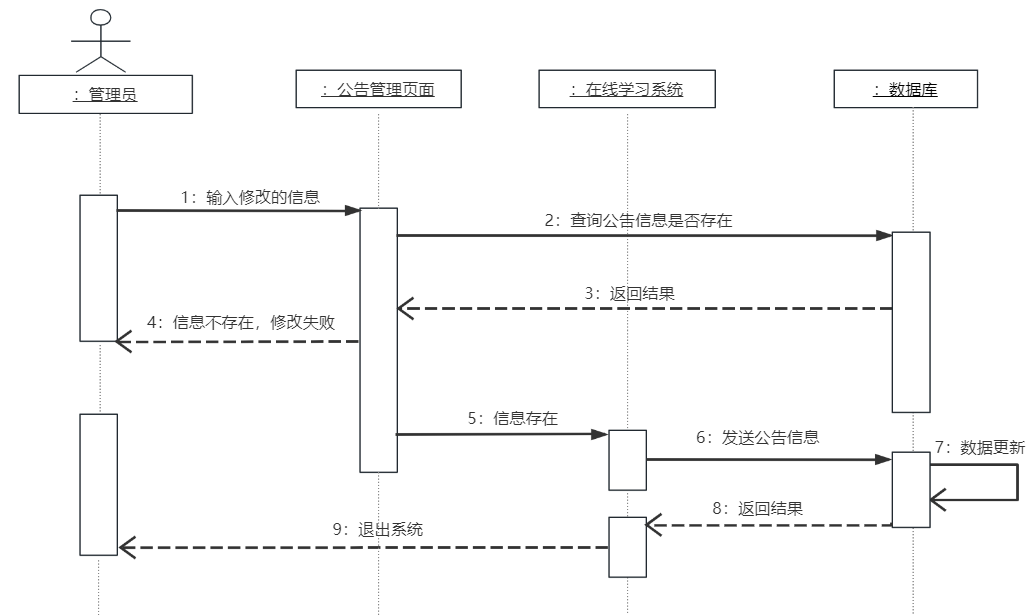 ：管理员
：公告管理页面
：在线学习系统
：数据库
1：输入修改的信息
2：查询公告信息是否存在
3：返回结果
4：信息不存在，修改失败
5：信息存在
6：发送公告信息
7：数据更新
8：返回结果
9：退出系统